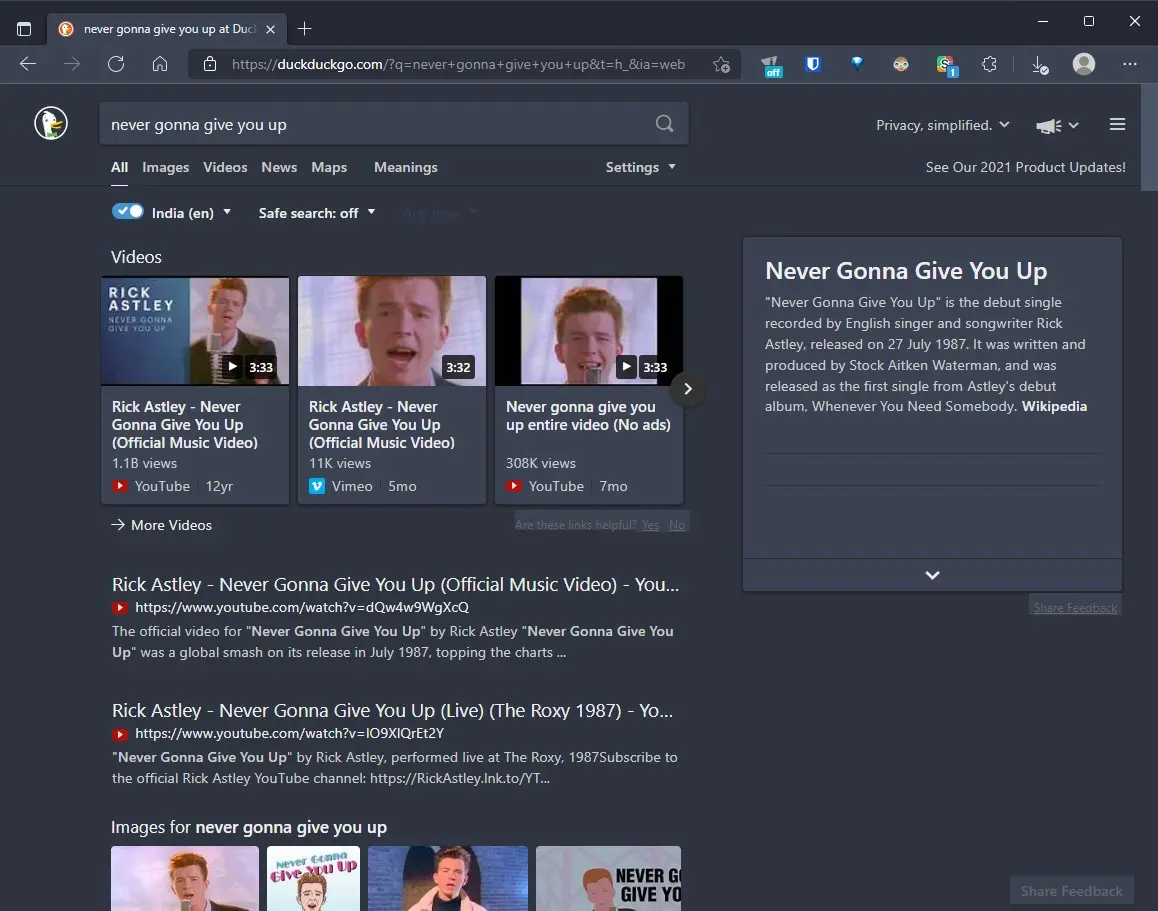 never gonna give you up at Duc
https://duckduckgo.com/?q=never+gonna+give+you+up&t=h_&ia=web
off
1
never gonna give you up
Privacy, simplified.
All Images Videos News Maps Meanings Settings
See Our 2021 Product Updates!
India (en) Safe search: off Any time
Videos
RICK
ASTLEY
NEVER GONNA
GIVE YOU UP
3:33
3:32
3:33
Rick Astley - Never
Gonna Give You Up
(Official Music Video)
1.1B views
YouTube 12yr
Rick Astley - Never
Gonna Give You Up
(Official Music Video)
11K views
Vimeo 5mo
Never gonna give you
up entire video (No ads)
308K views
YouTube 7mo
More Videos
Are these links helpful? Yes No
Never Gonna Give You Up
"Never Gonna Give You Up" is the debut single
recorded by English singer and songwriter Rick
Astley, released on 27 July 1987. It was written and
produced by Stock Aitken Waterman, and was
released as the first single from Astley's debut
album, Whenever You Need Somebody. Wikipedia
Share Feedback
Rick Astley - Never Gonna Give You Up (Official Music Video) - You...
https://www.youtube.com/watch?v=dQw4w9WgXcQ
The official video for "Never Gonna Give You Up" by Rick Astley "Never Gonna Give You
Up" was a global smash on its release in July 1987, topping the charts ...
Rick Astley - Never Gonna Give You Up (Live) (The Roxy 1987) - Yo...
https://www.youtube.com/watch?v=IO9XlQrEt2Y
"Never Gonna Give You Up" by Rick Astley, performed live at The Roxy, 1987Subscribe to
the official Rick Astley YouTube channel: https://RickAstley.lnk.to/YT...
Images for never gonna give you up
Never Gonna
Give You Up
NEVER G
GIVE YO
Share Feedback